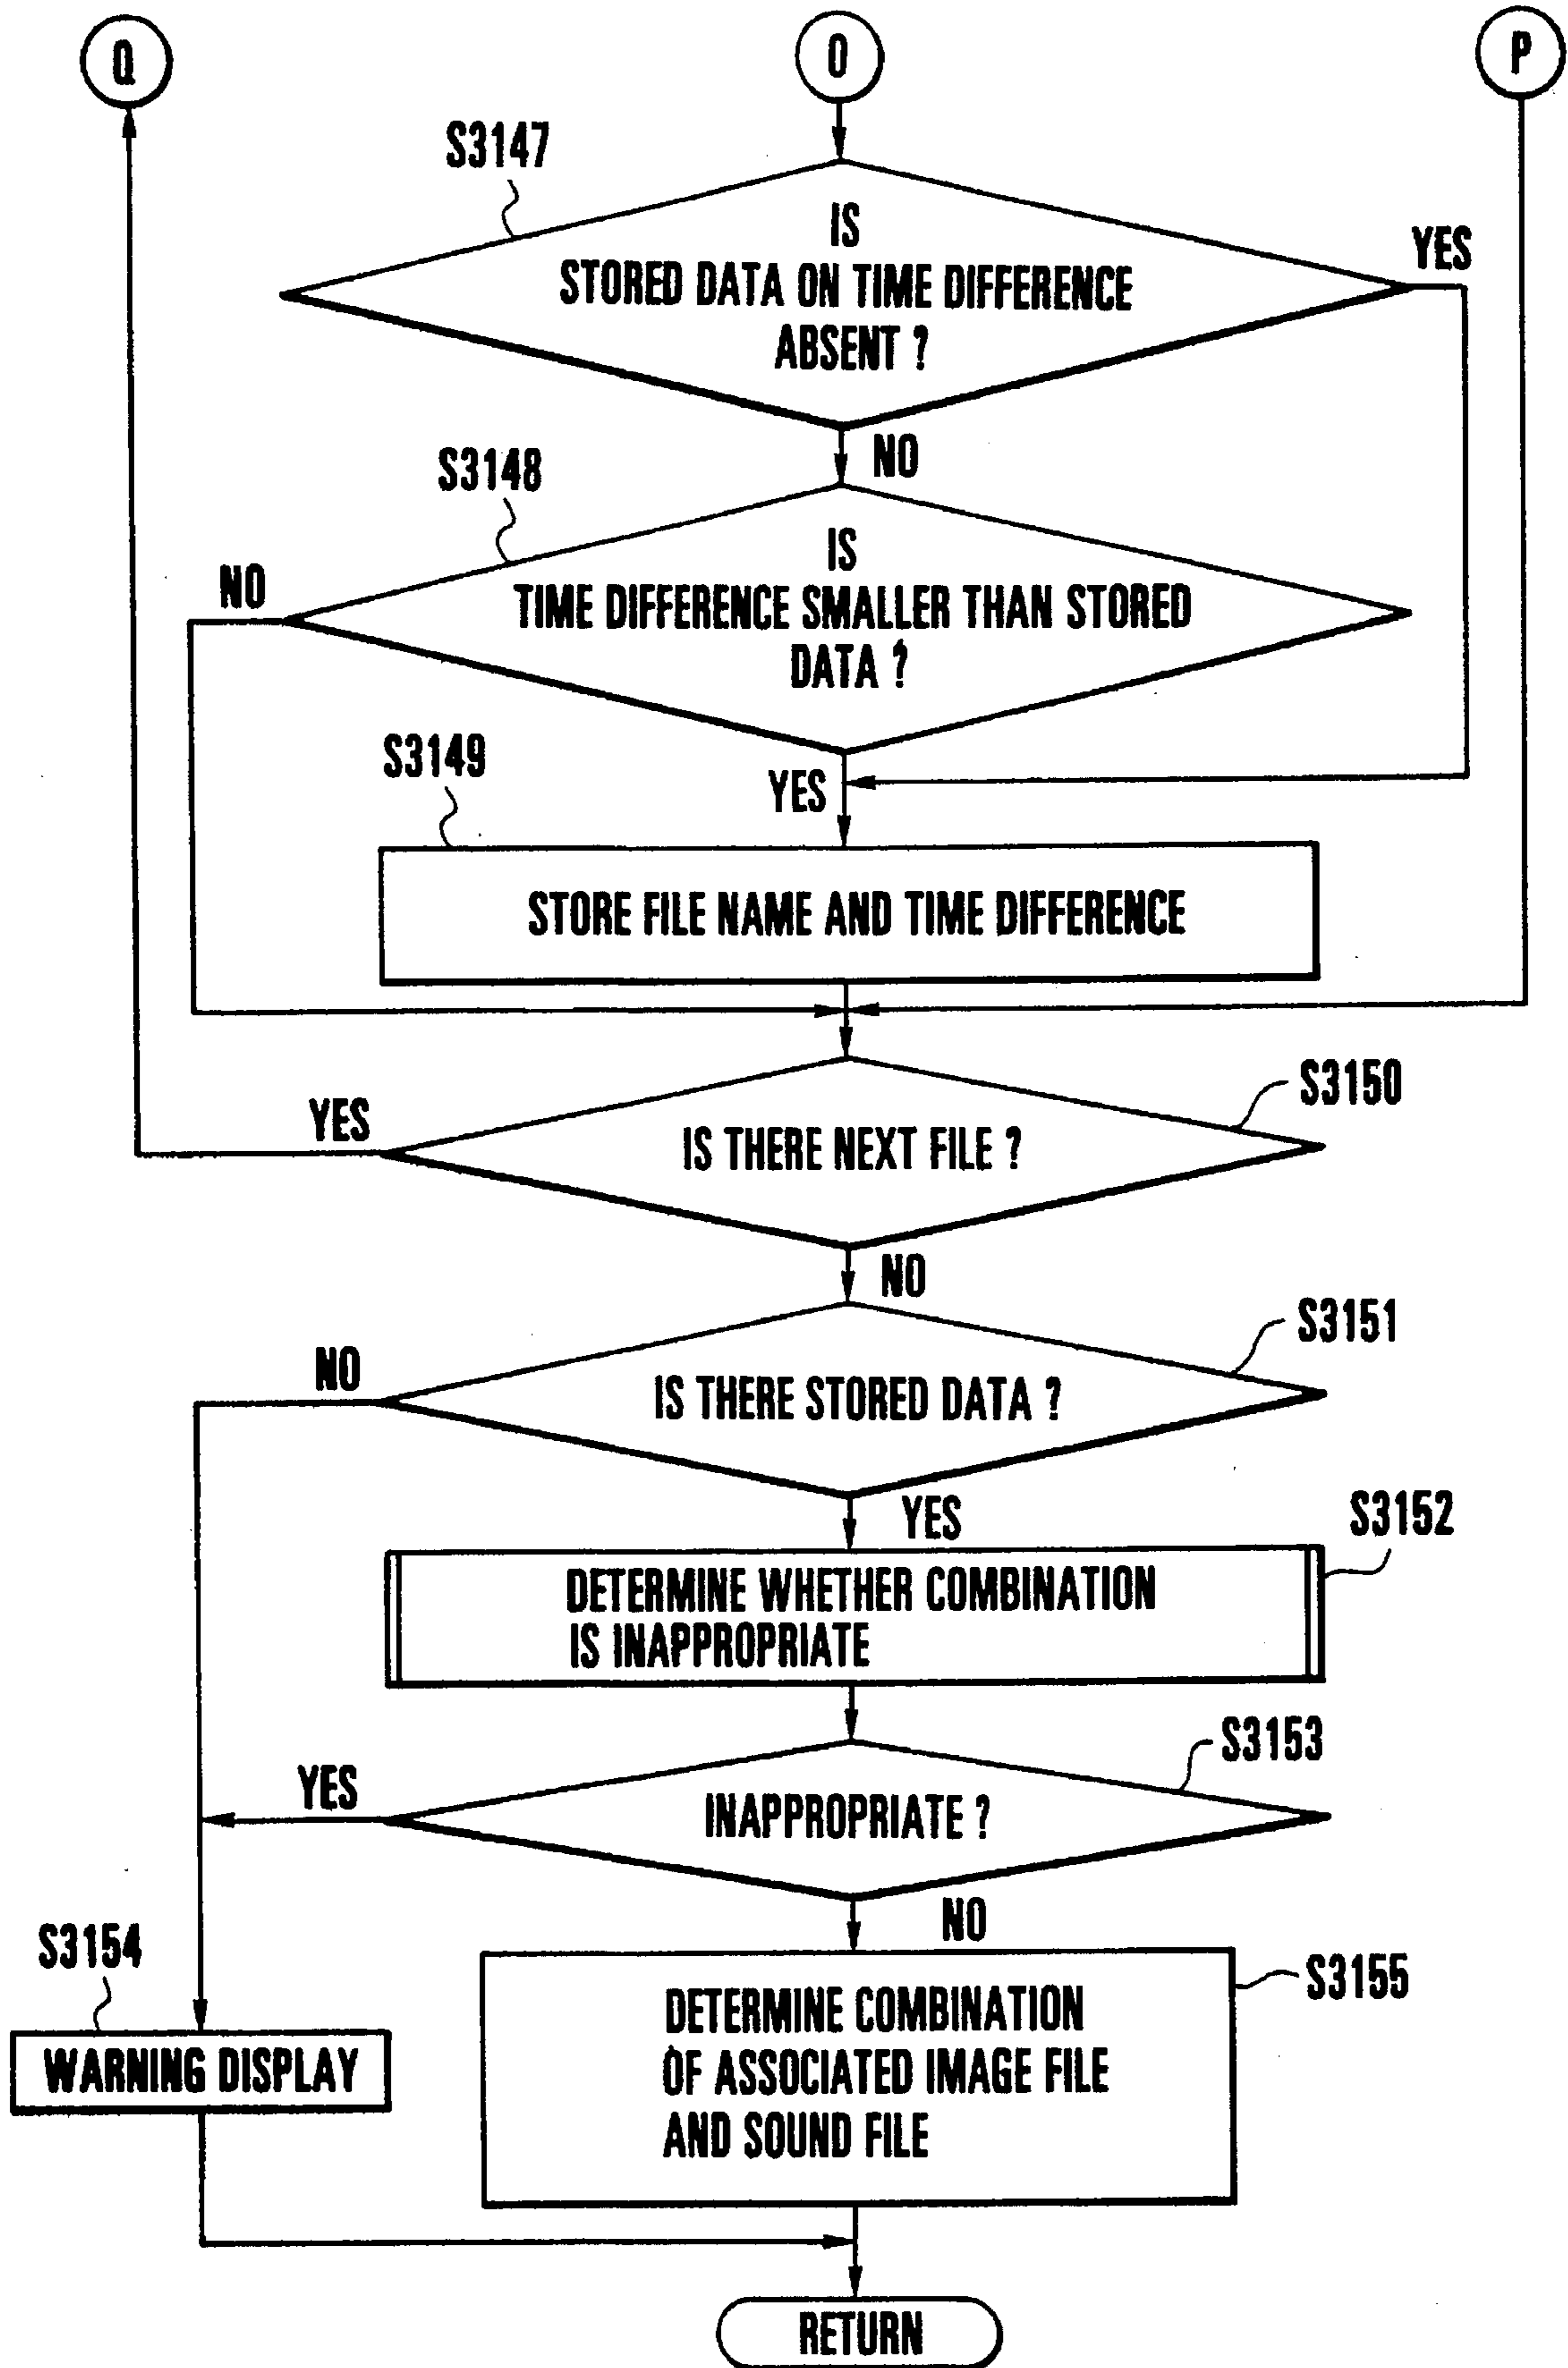 Q
O
P
S3147
IS
STORED DATA ON TIME DIFFERENCE
ABSENT ?
YES
NO
S3148
IS
TIME DIFFERENCE SMALLER THAN STORED
DATA ?
NO
YES
S3149
STORE FILE NAME AND TIME DIFFERENCE
S3150
IS THERE NEXT FILE ?
YES
NO
S3151
IS THERE STORED DATA ?
NO
YES
S3152
DETERMINE WHETHER COMBINATION
IS INAPPROPRIATE
S3153
INAPPROPRIATE ?
YES
NO
S3154
WARNING DISPLAY
S3155
DETERMINE COMBINATION
OF ASSOCIATED IMAGE FILE
AND SOUND FILE
RETURN